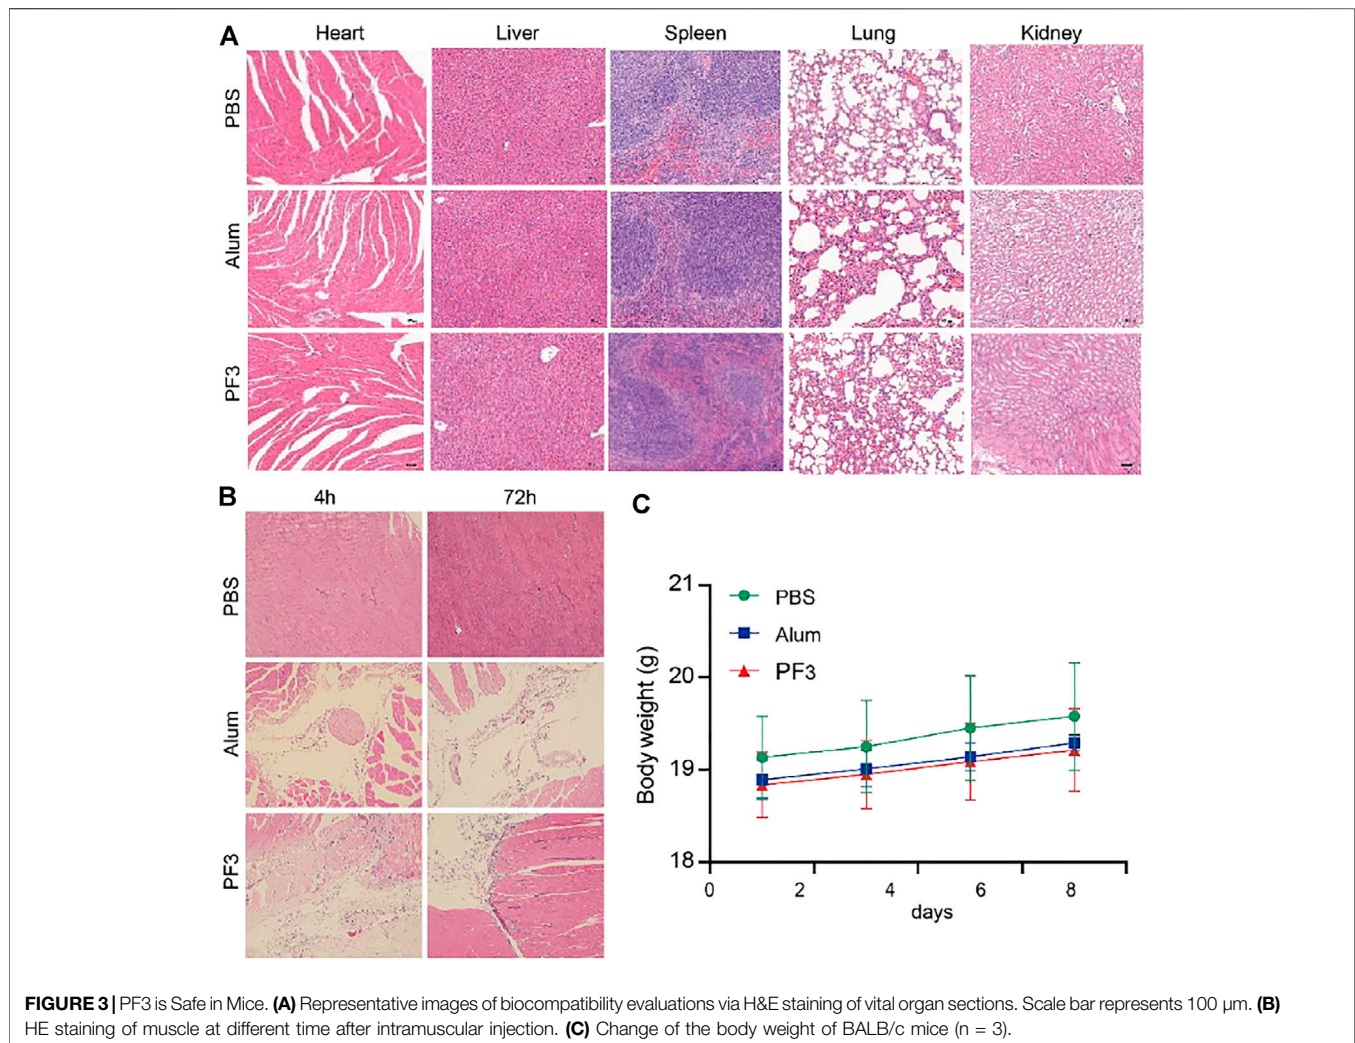 A
Heart Liver Spleen Lung Kidney
PBS
Alum
PF3
B
4h 72h
PBS
Alum
PF3
C
PBS
Alum
PF3
Body weight (g)
21
20
19
18
0 2 4 6 8
days
FIGURE 3 | PF3 is Safe in Mice. (A) Representative images of biocompatibility evaluations via H&E staining of vital organ sections. Scale bar represents 100 µm. (B)
HE staining of muscle at different time after intramuscular injection. (C) Change of the body weight of BALB/c mice (n = 3).